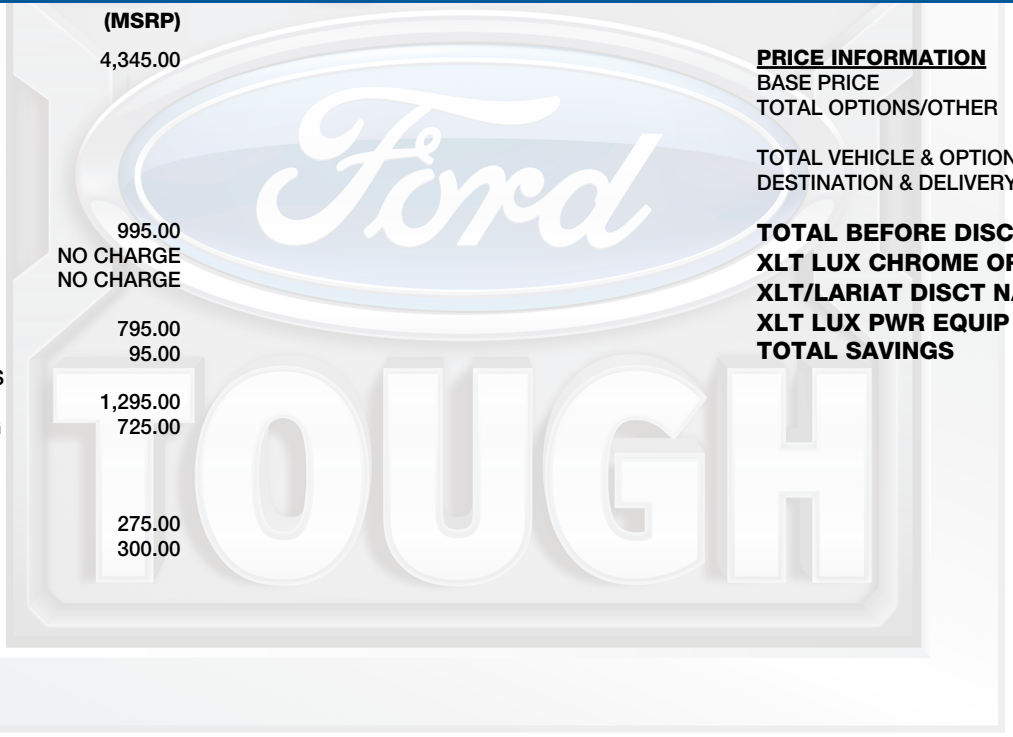 (MSRP)
4,345.00
995.00
NO CHARGE
NO CHARGE
795.00
95.00
S
1,295.00
725.00
275.00
300.00
PRICE INFORMATION
BASE PRICE
TOTAL OPTIONS/OTHER
TOTAL VEHICLE & OPTION
DESTINATION & DELIVERY
TOTAL BEFORE DISC
XLT LUX CHROME OP
XLT/LARIAT DISCT NA
XLT LUX PWR EQUIP
TOTAL SAVINGS
Ford
TOUGH